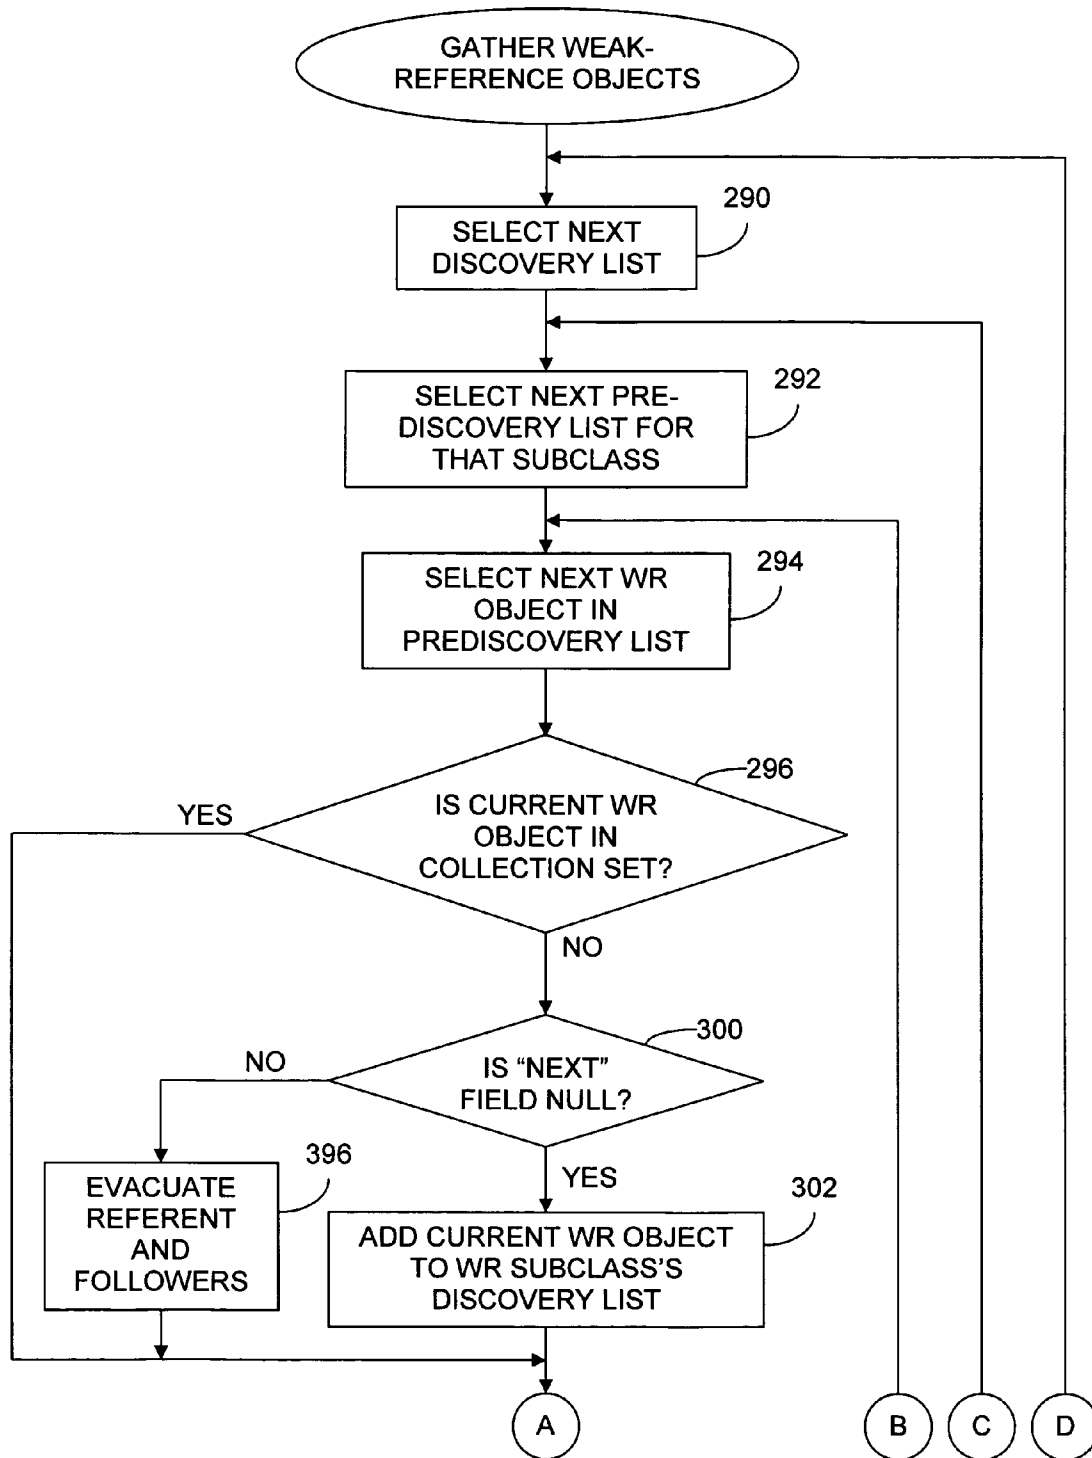 GATHER WEAK-
REFERENCE OBJECTS
290
SELECT NEXT
DISCOVERY LIST
292
SELECT NEXT PRE-
DISCOVERY LIST FOR
THAT SUBCLASS
294
SELECT NEXT WR
OBJECT IN
PREDISCOVERY LIST
296
YES
IS CURRENT WR
OBJECT IN
COLLECTION SET?
NO
300
NO
IS “NEXT”
FIELD NULL?
396
YES
EVACUATE
REFERENT
AND
FOLLOWERS
302
ADD CURRENT WR OBJECT
TO WR SUBCLASS’S
DISCOVERY LIST
A
B
C
D